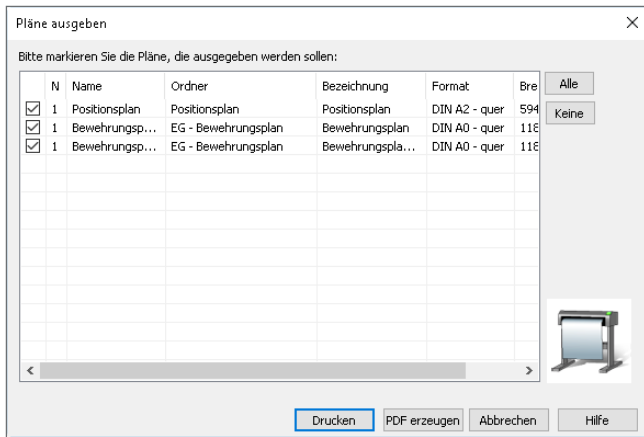 Pläne ausgeben
Bitte markieren Sie die Pläne, die ausgegeben werden sollen:
N Name Ordner Bezeichnung Format Bre
1 Positionsplan Positionsplan Positionsplan DIN A2 - quer 594
1 Bewehrungsp... EG - Bewehrungsplan Bewehrungsplan DIN A0 - quer 118
1 Bewehrungsp... EG - Bewehrungsplan Bewehrungspla... DIN A0 - quer 118
Alle
Keine
Drucken PDF erzeugen Abbrechen Hilfe